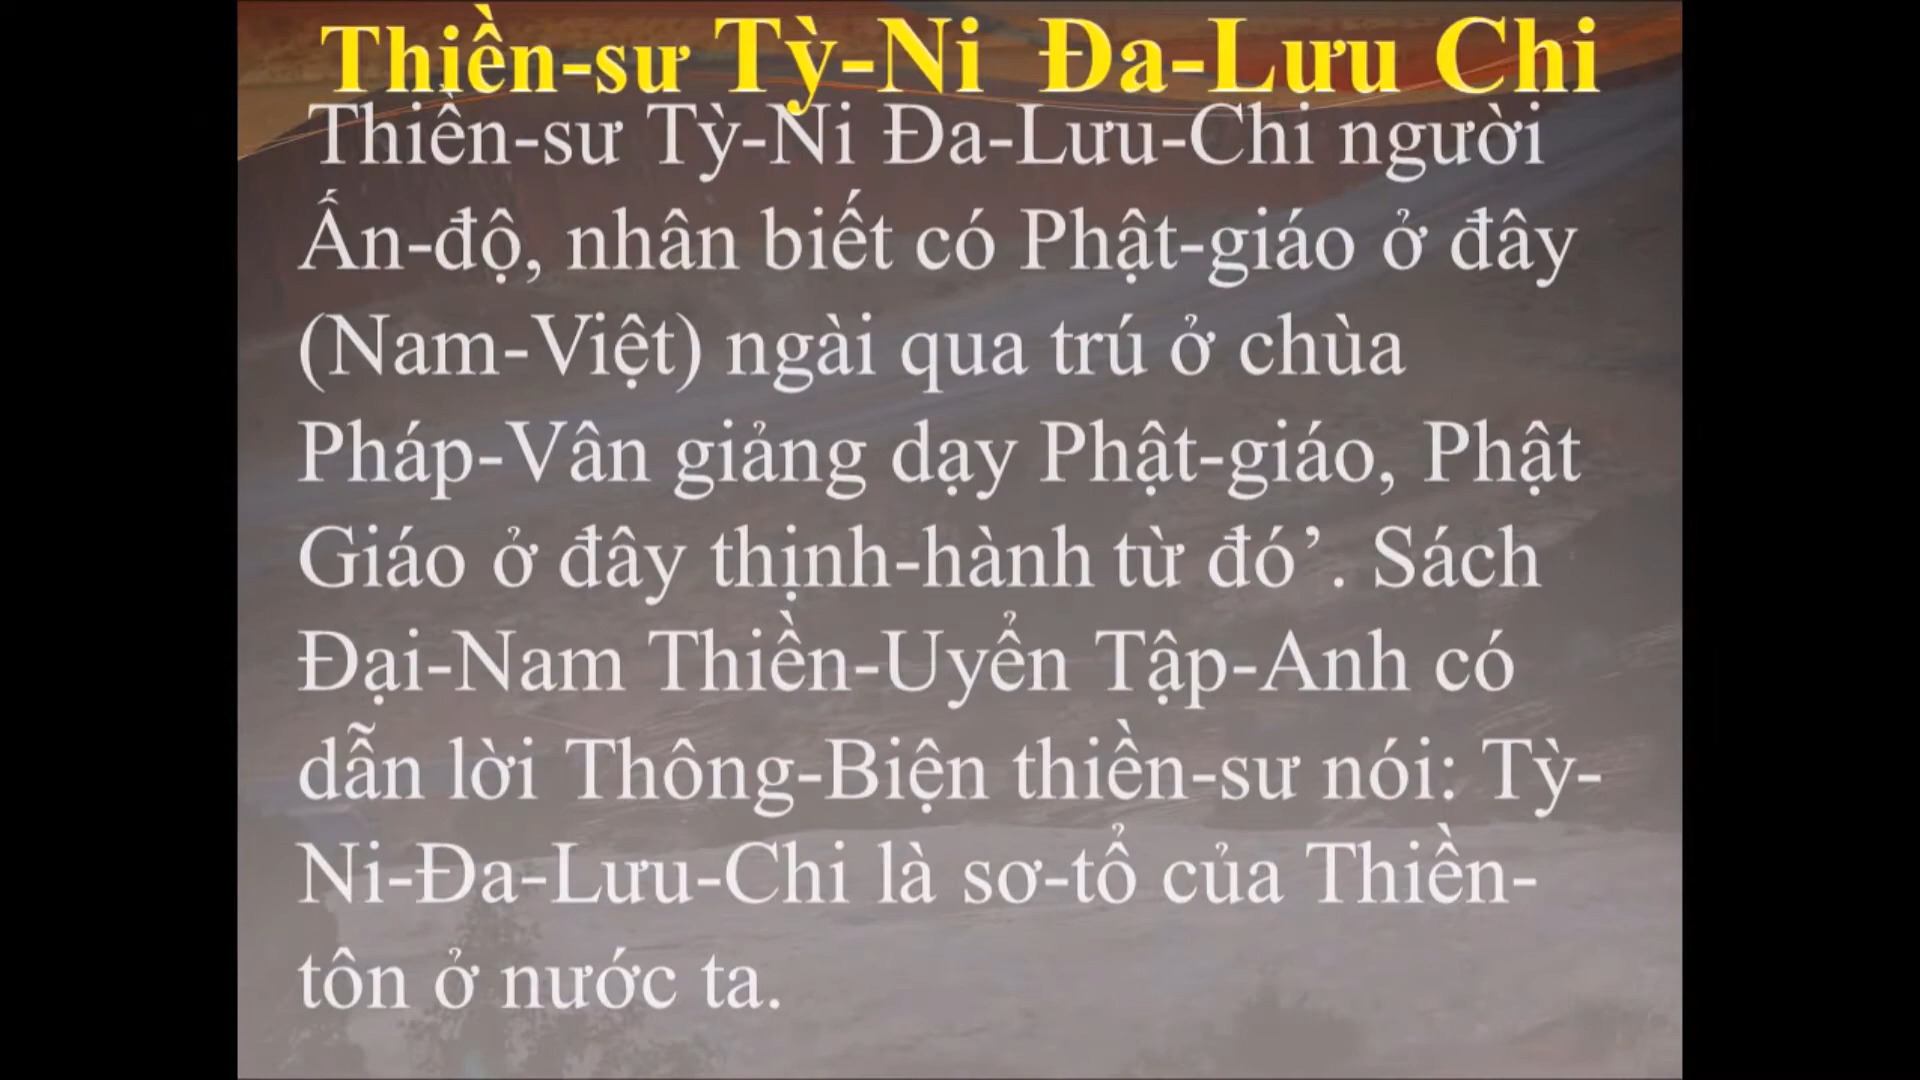 Thiền-sư Tỳ-Ni Đa-Lưu Chi
Thiền-sư Tỳ-Ni Đa-Lưu-Chi người
Ấn-độ, nhân biết có Phật-giáo ở đây
(Nam-Việt) ngài qua trú ở chùa
Pháp-Vân giảng dạy Phật-giáo, Phật
Giáo ở đây thịnh-hành từ đó’. Sách
Đại-Nam Thiền-Uyển Tập-Anh có
dẫn lời Thông-Biện thiền-sư nói: Tỳ-
Ni-Đa-Lưu-Chi là sơ-tổ của Thiền-
tôn ở nước ta.